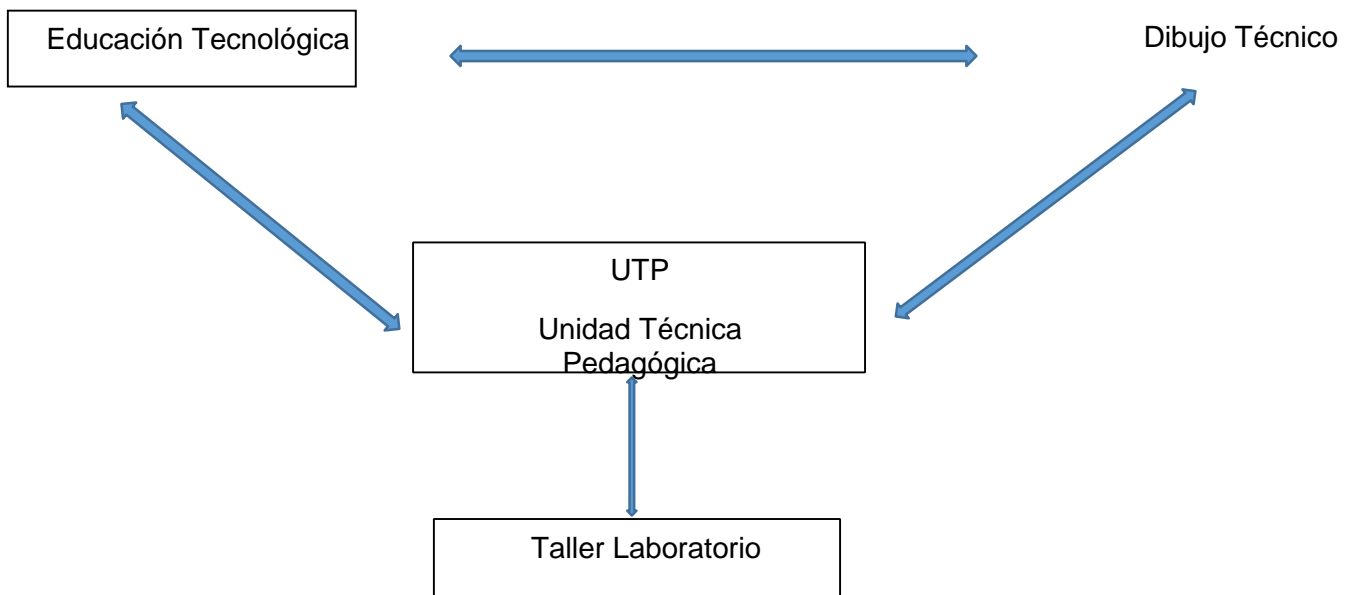 Educación Tecnológica
Dibujo Técnico
UTP
Unidad Técnica
Pedagógica
Taller Laboratorio